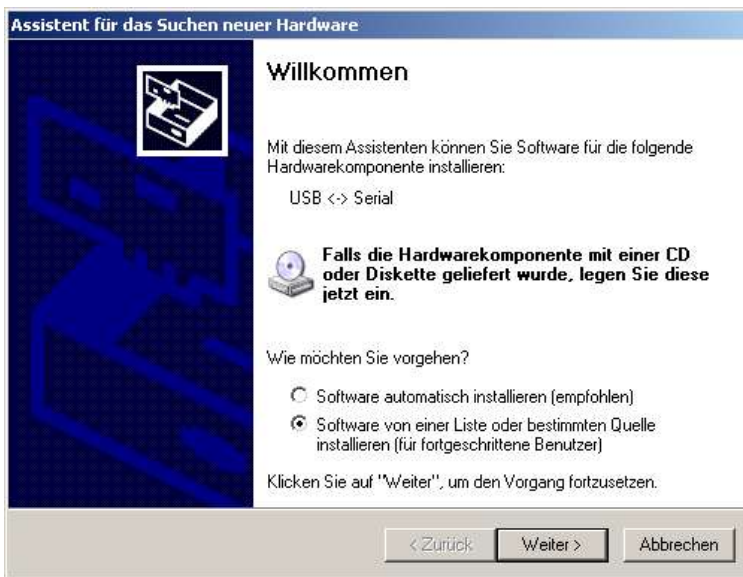 Assistent für das Suchen neuer Hardware
Willkommen
Mit diesem Assistenten können Sie Software für die folgende
Hardwarekomponente installieren:
USB <-> Serial
Falls die Hardwarekomponente mit einer CD
oder Diskette geliefert wurde, legen Sie diese
jetzt ein.
Wie möchten Sie vorgehen?
Software automatisch installieren (empfohlen)
Software von einer Liste oder bestimmten Quelle
installieren (für fortgeschrittene Benutzer)
Klicken Sie auf "Weiter", um den Vorgang fortzusetzen.
< Zurück Weiter > Abbrechen